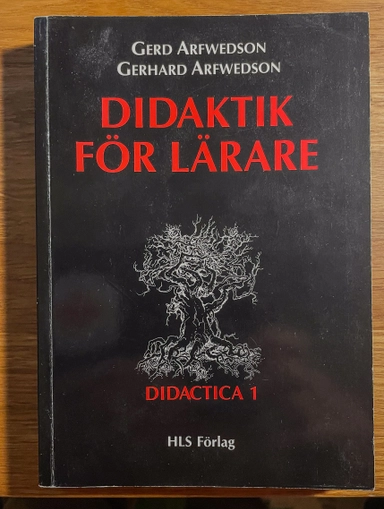 GERD ARFWEDSON
GERHARD ARFWEDSON
DIDAKTIK
FÖR LÄRARE
DIDACTICA 1
HLS Förlag